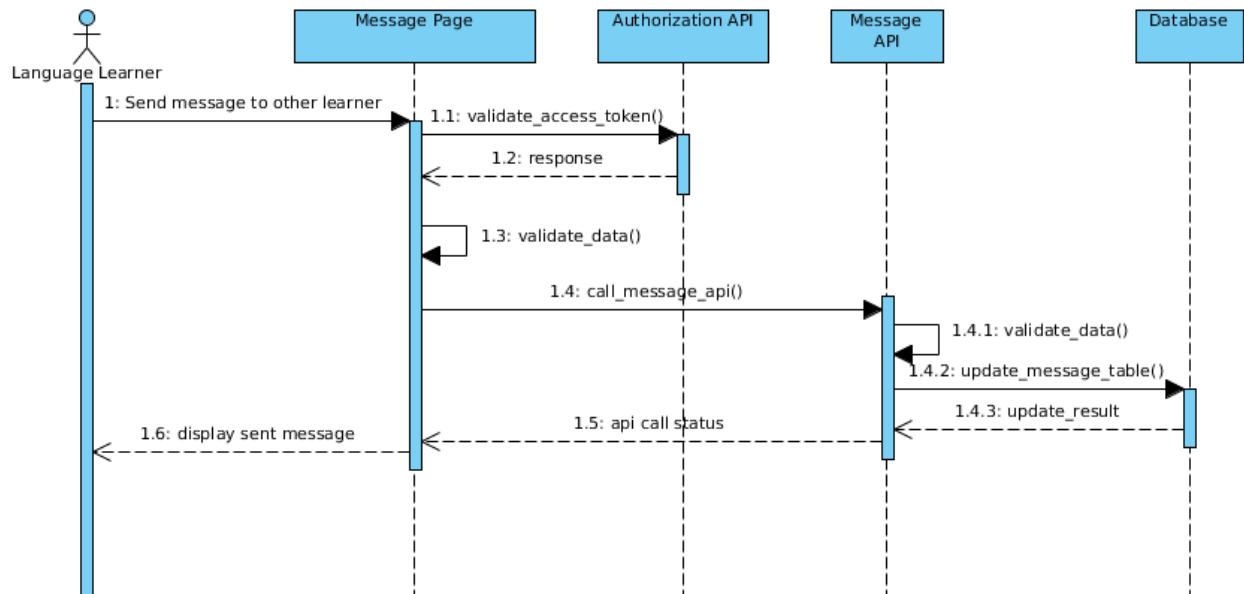 Message Page
Authorization API
Message
API
Database
Language Learner
1: Send message to other learner
1.1: validate_access_token()
1.2: response
1.3: validate_data()
1.4: call_message_api()
1.4.1: validate_data()
1.4.2: update_message_table()
1.4.3: update_result
1.5: api call status
1.6: display sent message